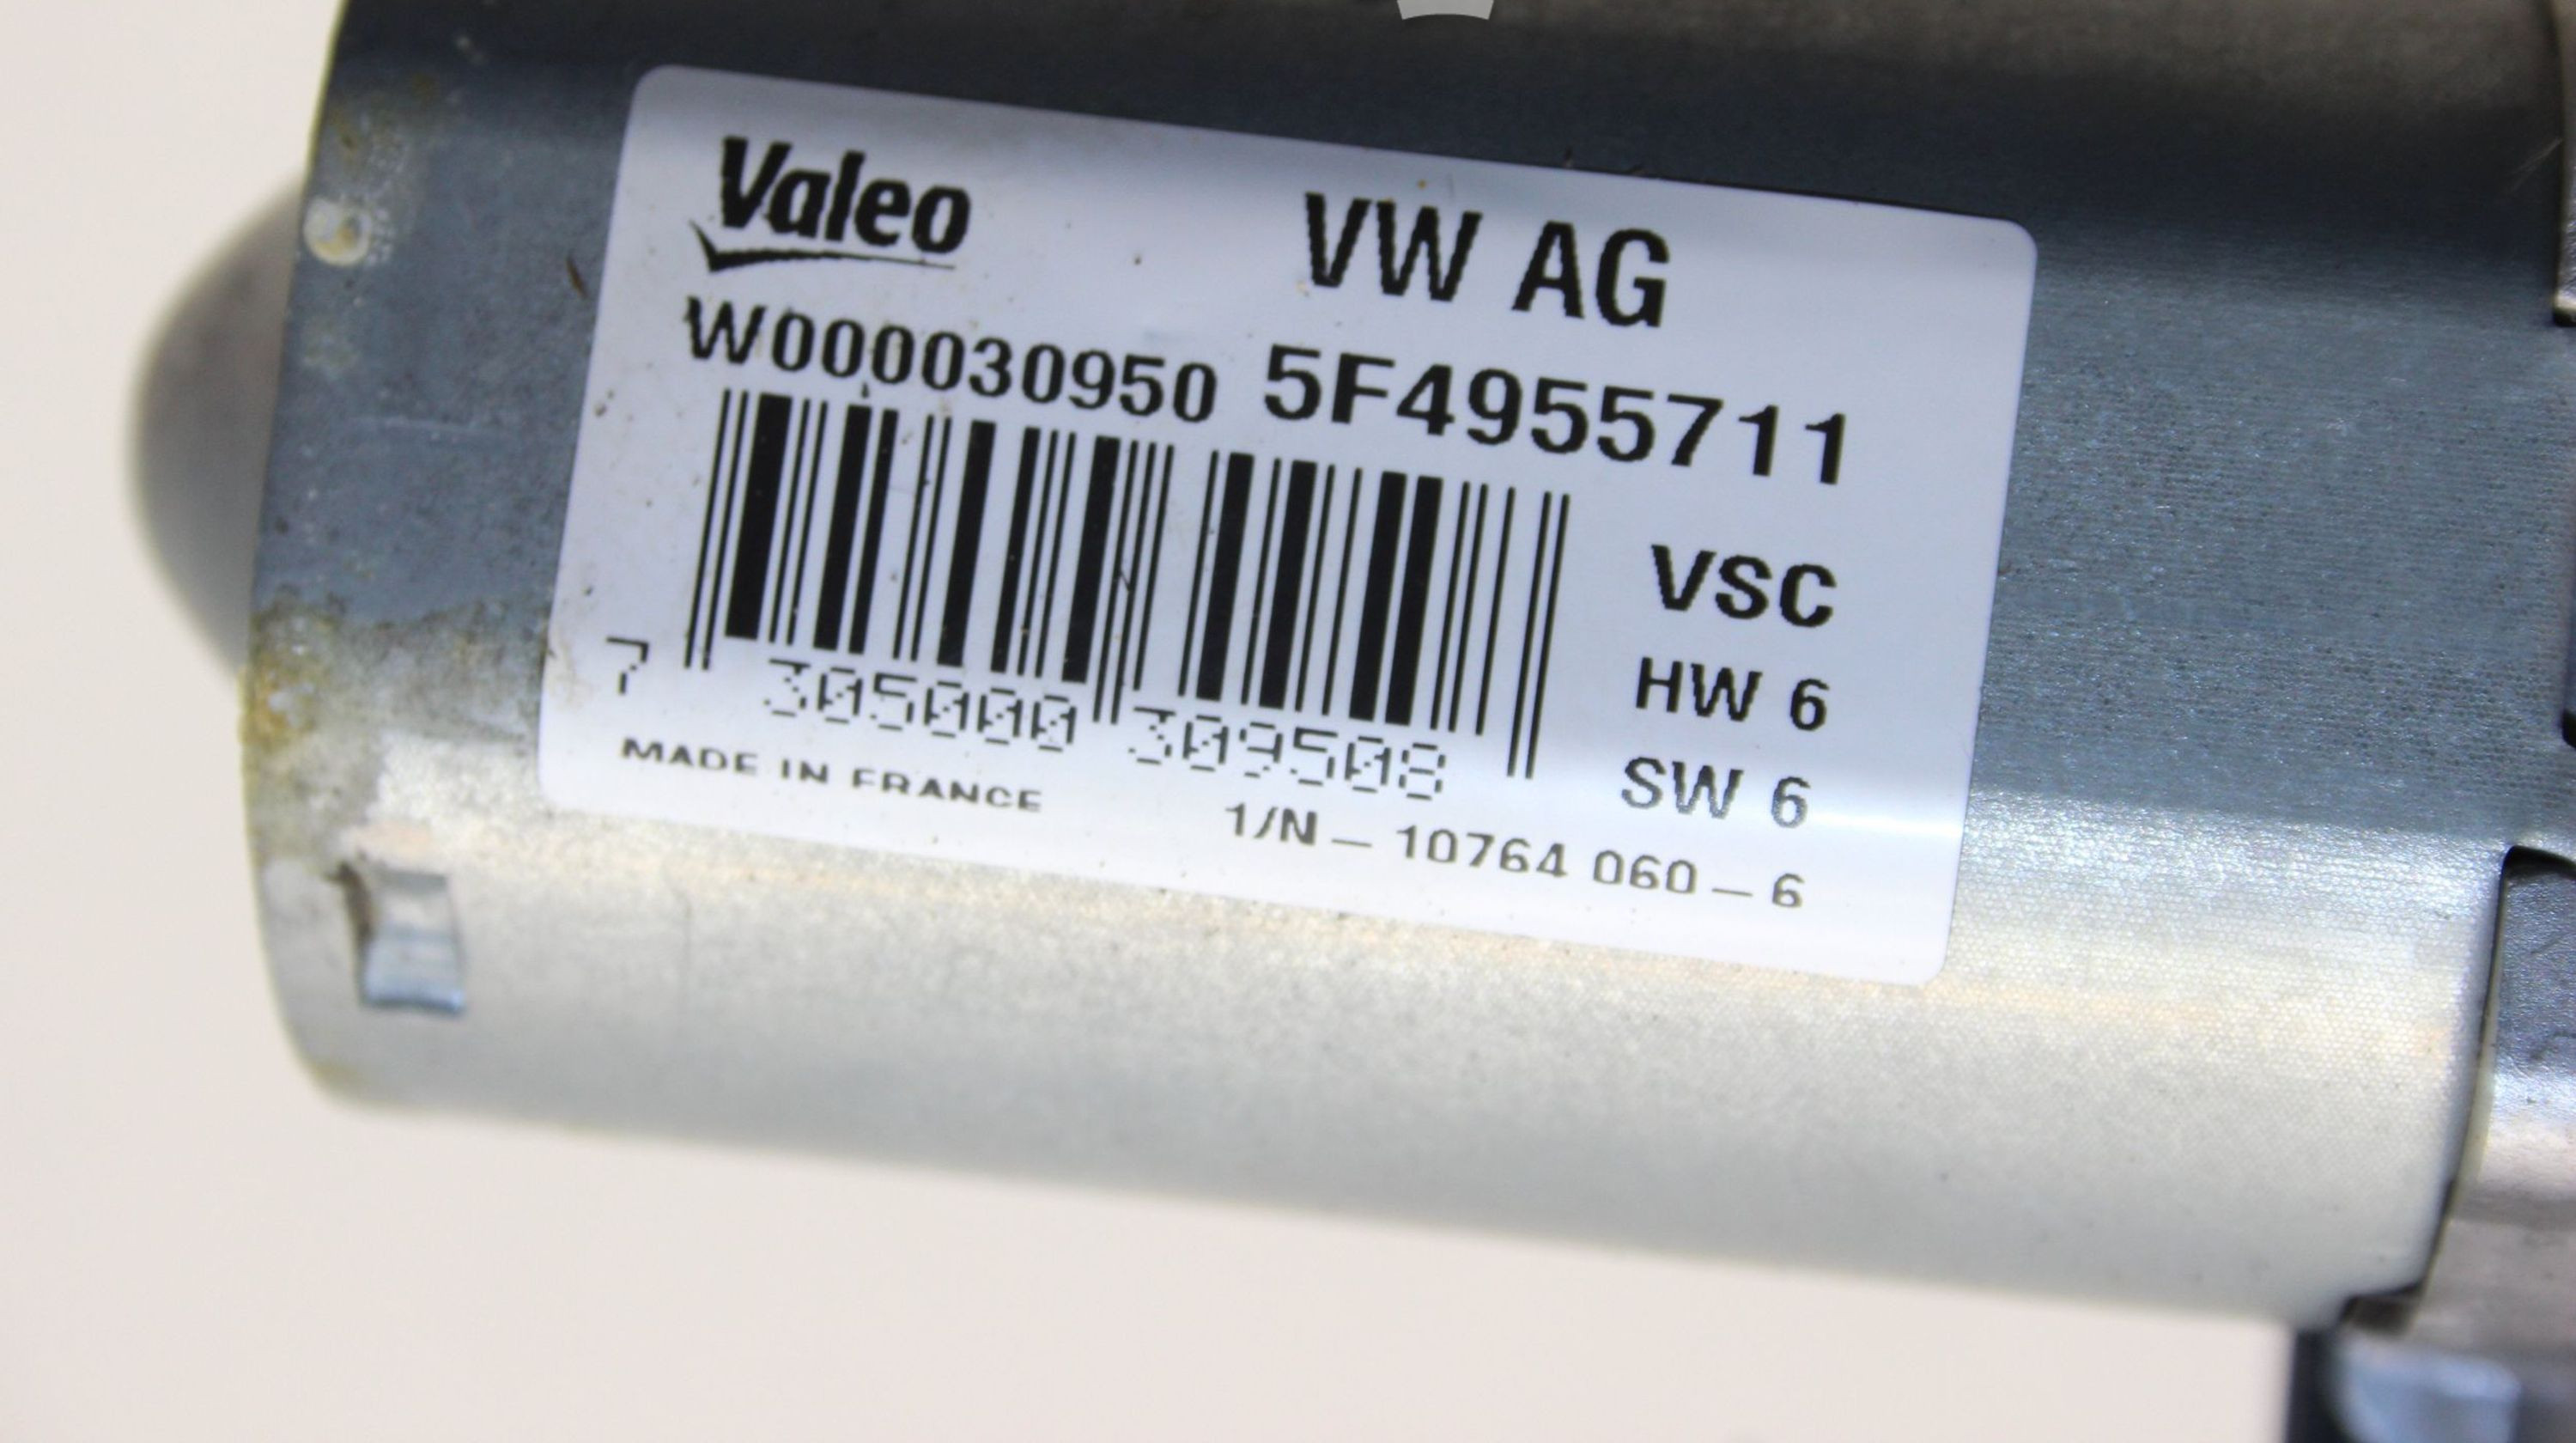 Valeo
VW AG
W000030950 5F4955711
VSC
HW 6
SW 6
7 305000 309508
MADE IN FRANCE
1/N – 10764 060 – 6